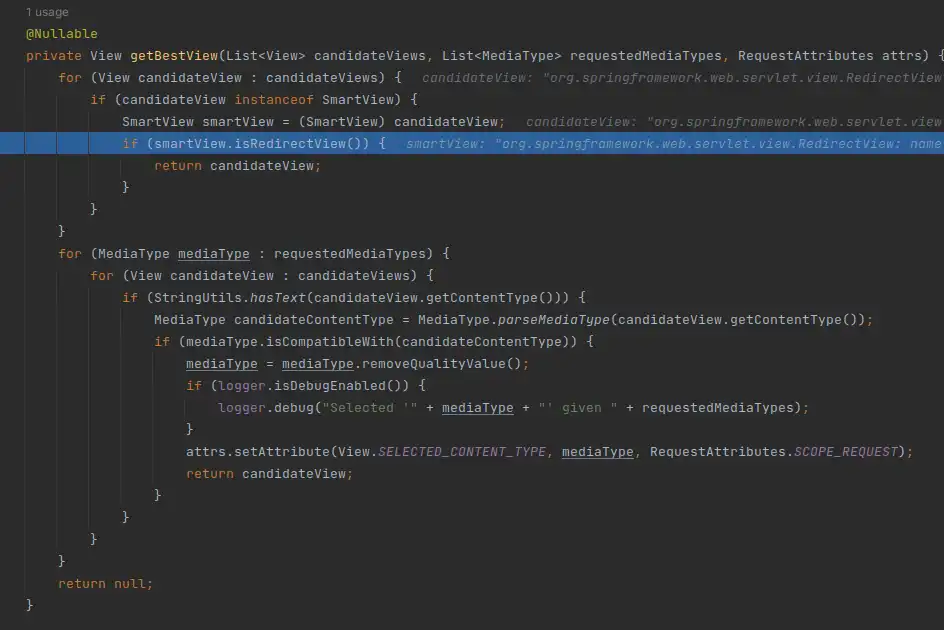 1 usage
@Nullable
private View getBestView(List<View> candidateViews, List<MediaType> requestedMediaTypes, RequestAttributes attrs) {
for (View candidateView : candidateViews) { candidateView: "org.springframework.web.servlet.view.RedirectView
if (candidateView instanceof SmartView) {
SmartView smartView = (SmartView) candidateView; candidateView: "org.springframework.web.servlet.view
if (smartView.isRedirectView()) { smartView: "org.springframework.web.servlet.view.RedirectView: name
return candidateView;
}
}
}
for (MediaType mediaType : requestedMediaTypes) {
for (View candidateView : candidateViews) {
if (StringUtils.hasText(candidateView.getContentType())) {
MediaType candidateContentType = MediaType.parseMediaType(candidateView.getContentType());
if (mediaType.isCompatibleWith(candidateContentType)) {
mediaType = mediaType.removeQualityValue();
if (logger.isDebugEnabled()) {
logger.debug("Selected '" + mediaType + "' given " + requestedMediaTypes);
}
attrs.setAttribute(View.SELECTED_CONTENT_TYPE, mediaType, RequestAttributes.SCOPE_REQUEST);
return candidateView;
}
}
}
}
return null;
}